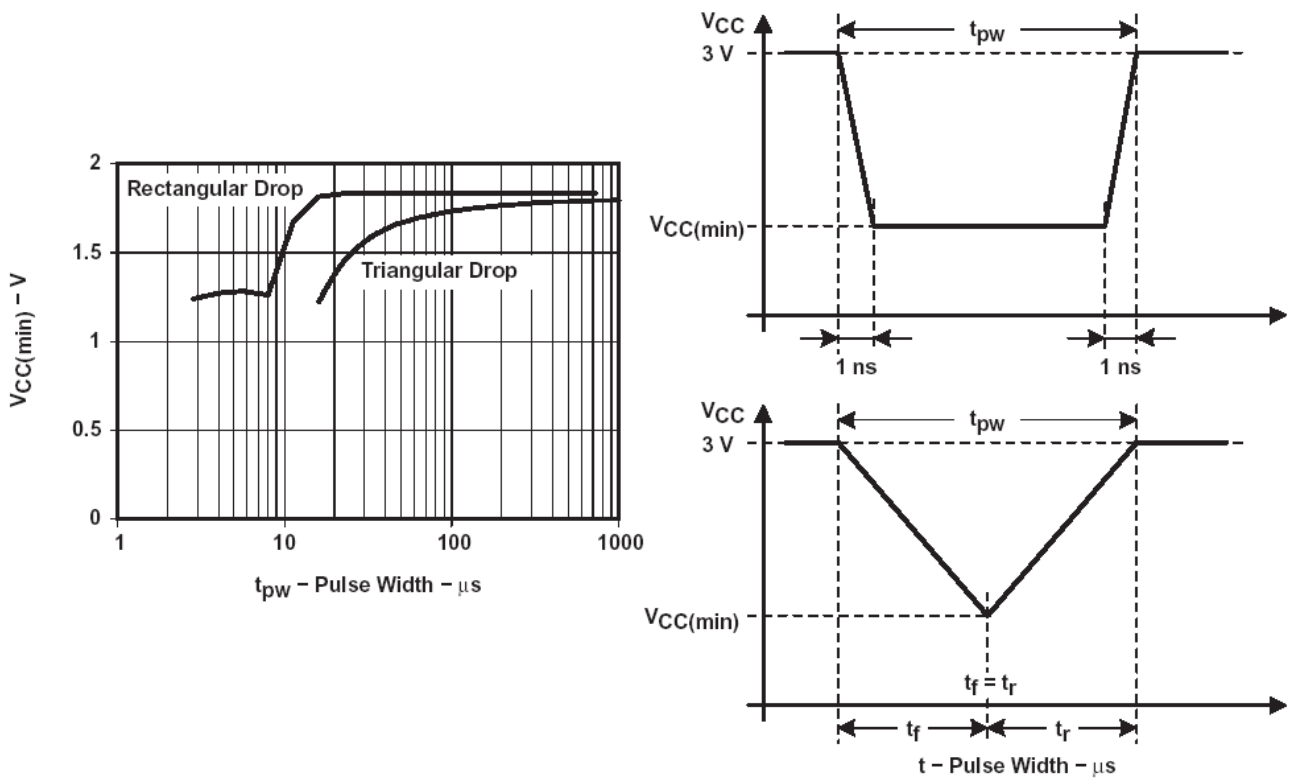 2
1.5
1
0.5
0
1
10
100
1000
Rectangular Drop
Triangular Drop
VCC(min) – V
tpw – Pulse Width – μs
VCC
3 V
tpw
VCC(min)
1 ns
1 ns
VCC
3 V
tpw
VCC(min)
tf = tr
tf
tr
t – Pulse Width – μs